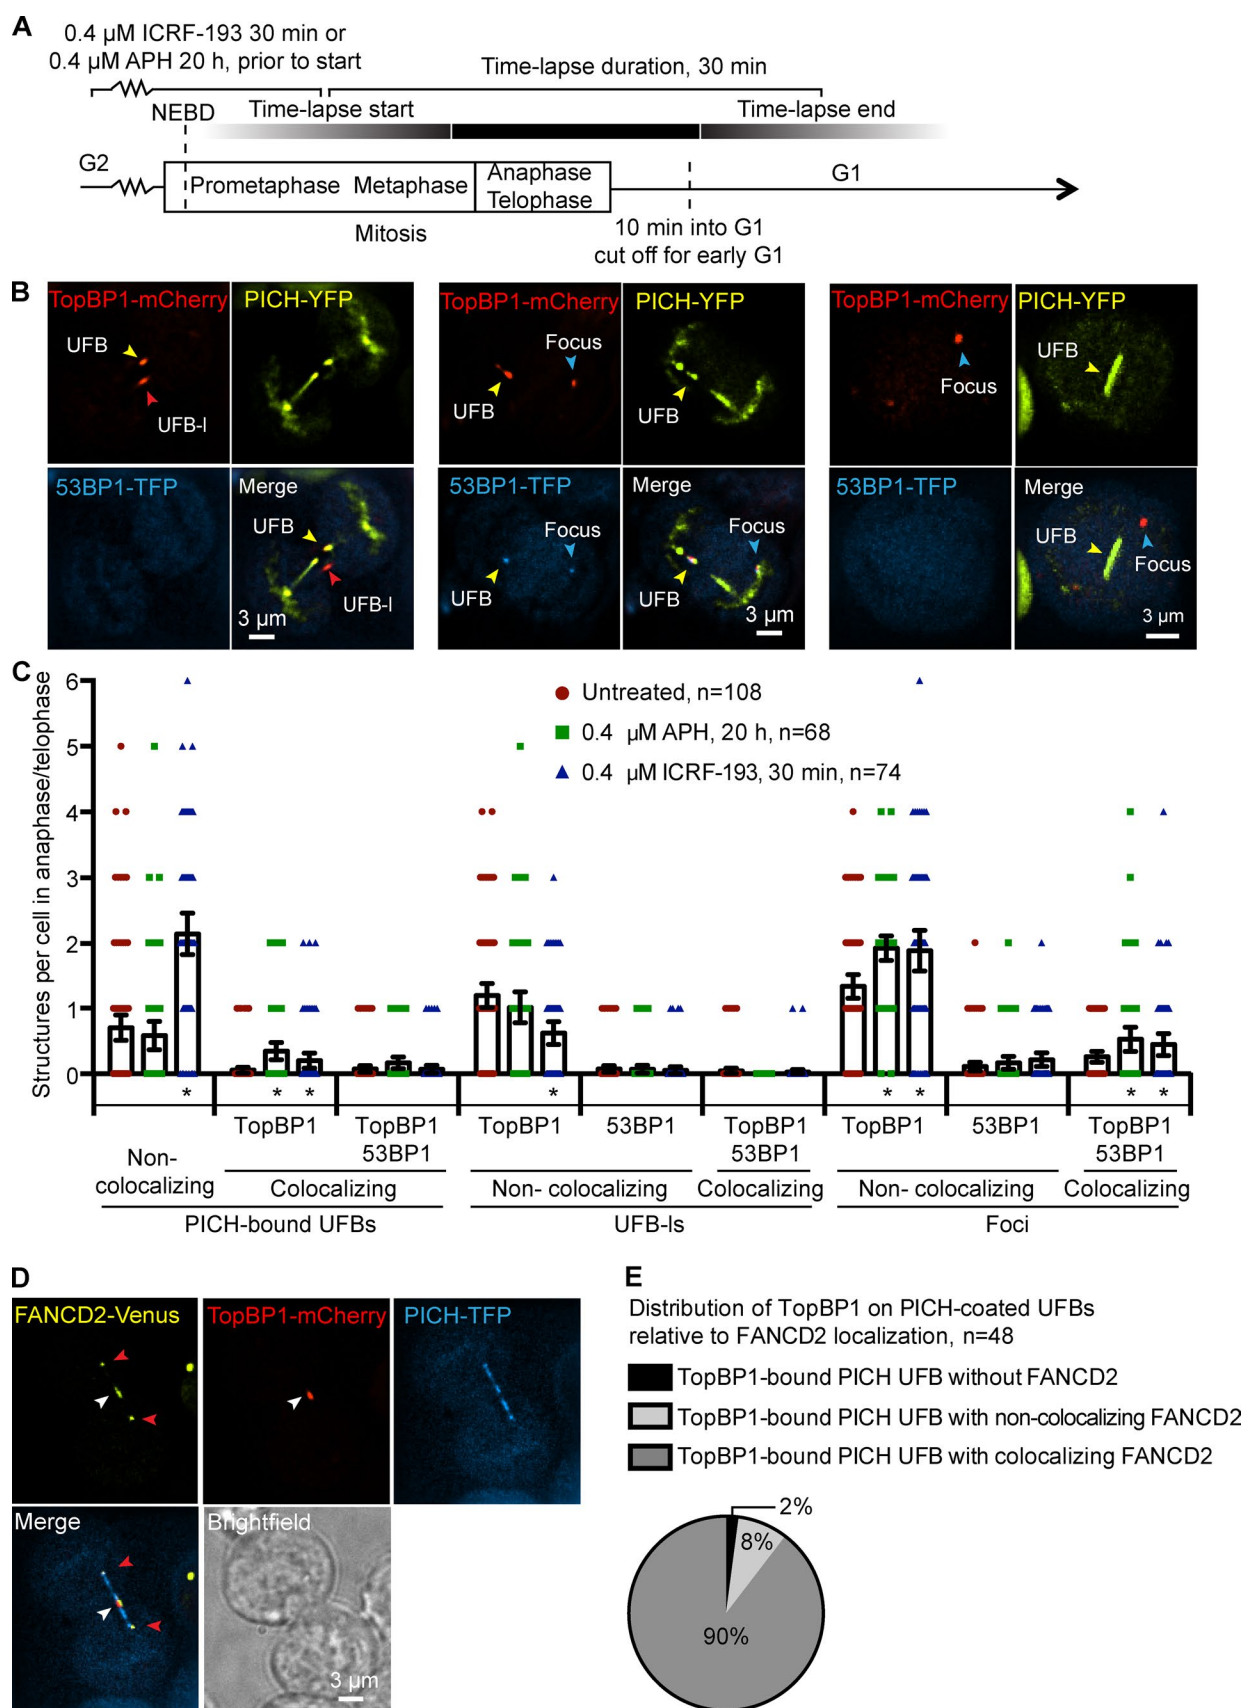 A
0.4 µM ICRF-193 30 min or
0.4 µM APH 20 h, prior to start
Time-lapse duration, 30 min
NEBD
Time-lapse start
Time-lapse end
G2
Prometaphase
Metaphase
Anaphase
Telophase
G1
Mitosis
10 min into G1
cut off for early G1
B
TopBP1-mCherry
PICH-YFP
UFB
UFB-l
53BP1-TFP
Merge
UFB
UFB-l
3 µm
TopBP1-mCherry
PICH-YFP
Focus
UFB
UFB
53BP1-TFP
Merge
Focus
Focus
UFB
UFB
3 µm
TopBP1-mCherry
PICH-YFP
UFB
Focus
53BP1-TFP
Merge
UFB
Focus
3 µm
C
Structures per cell in anaphase/telophase
6
5
4
3
2
1
0
Untreated, n=108
0.4 µM APH, 20 h, n=68
0.4 µM ICRF-193, 30 min, n=74
* * * * * * * *
TopBP1
TopBP1
53BP1
TopBP1
53BP1
TopBP1
53BP1
TopBP1
53BP1
TopBP1
53BP1
Non-
colocalizing
Colocalizing
Non- colocalizing
Colocalizing
Non- colocalizing
Colocalizing
PICH-bound UFBs
UFB-ls
Foci
D
FANCD2-Venus
TopBP1-mCherry
PICH-TFP
Merge
Brightfield
3 µm
E
Distribution of TopBP1 on PICH-coated UFBs
relative to FANCD2 localization, n=48
TopBP1-bound PICH UFB without FANCD2
TopBP1-bound PICH UFB with non-colocalizing FANCD2
TopBP1-bound PICH UFB with colocalizing FANCD2
2%
8%
90%